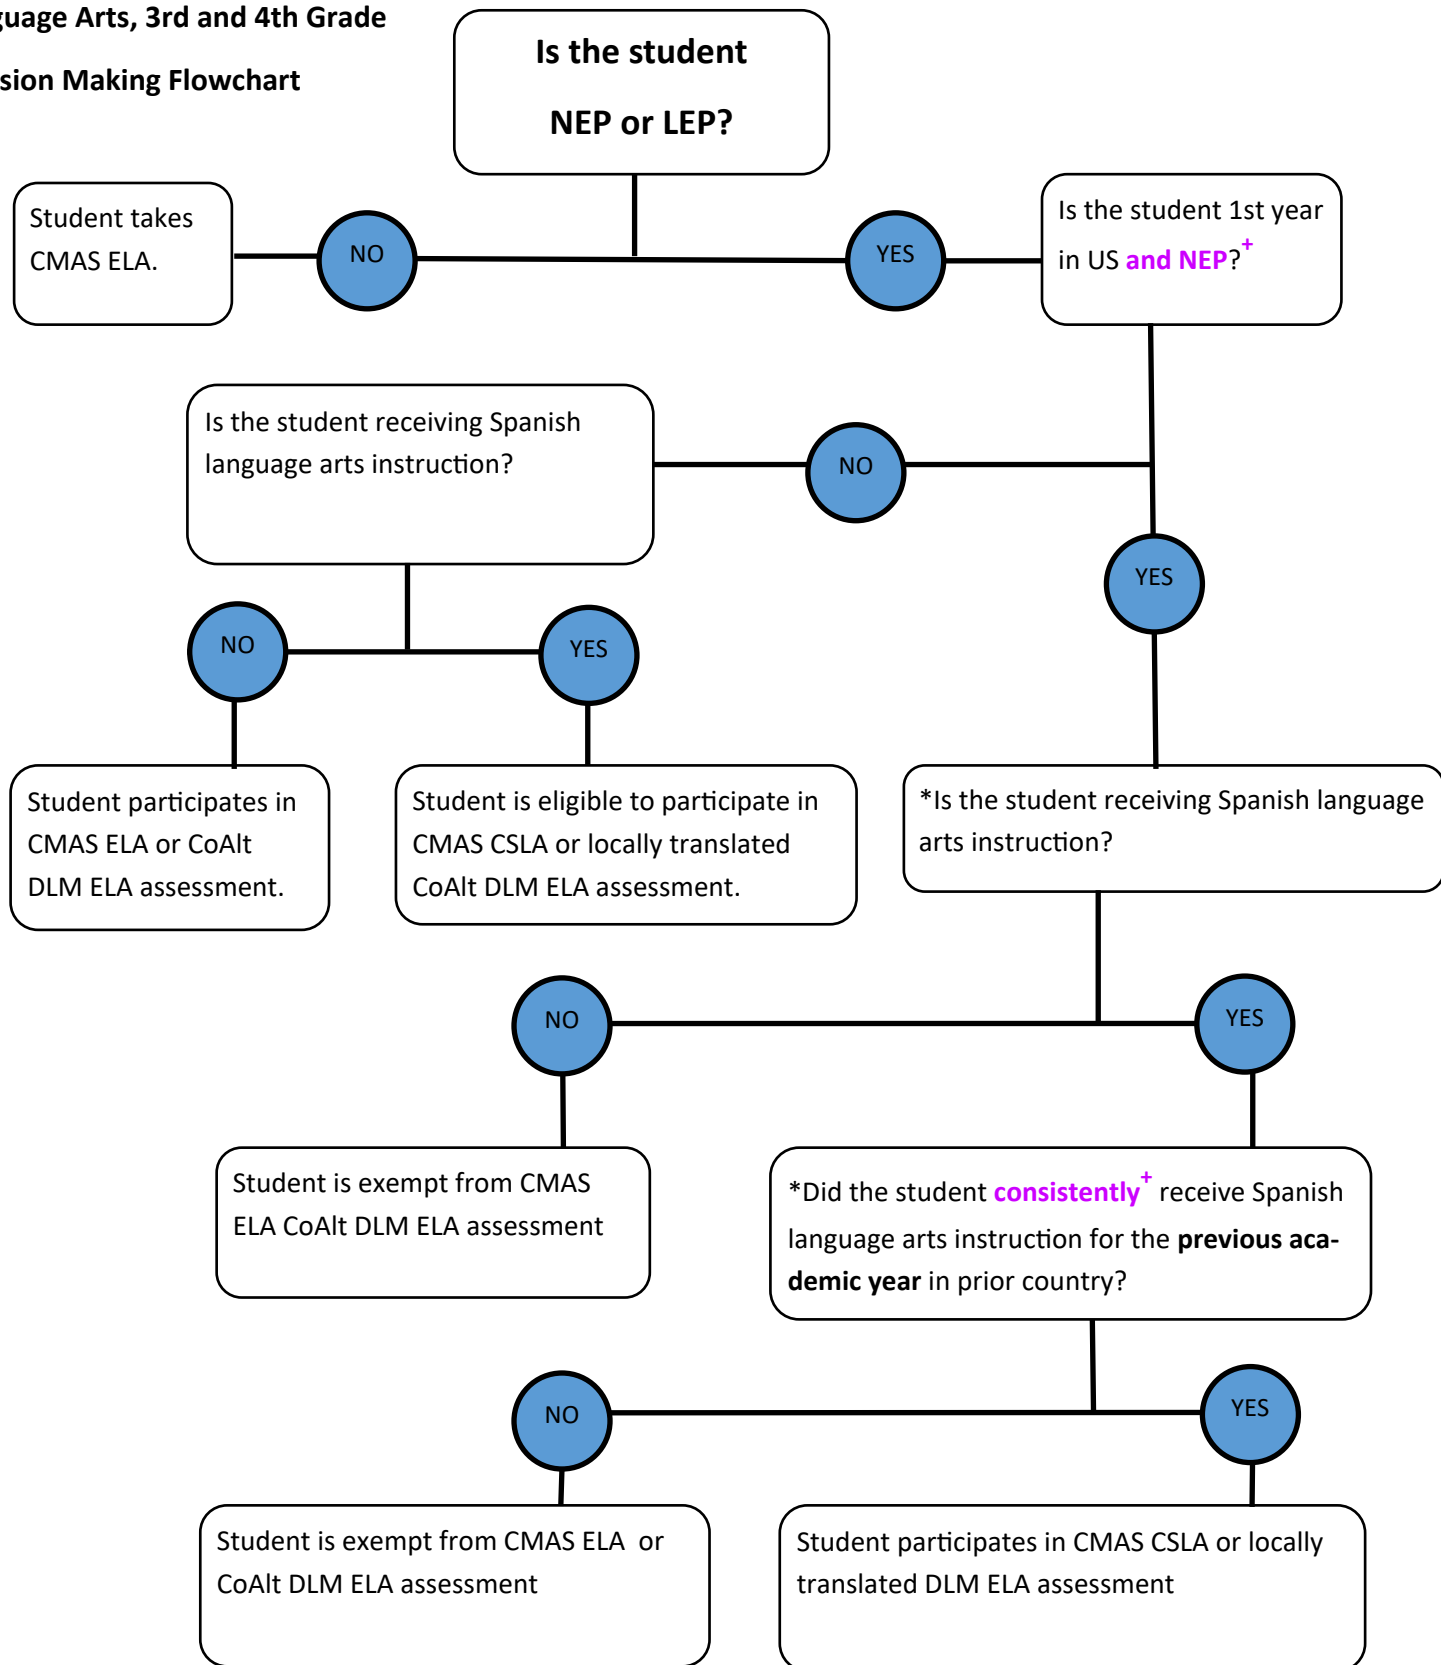 guage Arts, 3rd and 4th Grade
sion Making Flowchart
Is the student
NEP or LEP?
Student takes
CMAS ELA.
NO
YES
Is the student 1st year
in US and NEP?+
Is the student receiving Spanish
language arts instruction?
NO
YES
NO
YES
Student participates in
CMAS ELA or CoAlt
DLM ELA assessment.
Student is eligible to participate in
CMAS CSLA or locally translated
CoAlt DLM ELA assessment.
*Is the student receiving Spanish language
arts instruction?
NO
YES
Student is exempt from CMAS
ELA CoAlt DLM ELA assessment
*Did the student consistently+ receive Spanish
language arts instruction for the previous aca-
demic year in prior country?
NO
YES
Student is exempt from CMAS ELA  or
CoAlt DLM ELA assessment
Student participates in CMAS CSLA or locally
translated DLM ELA assessment